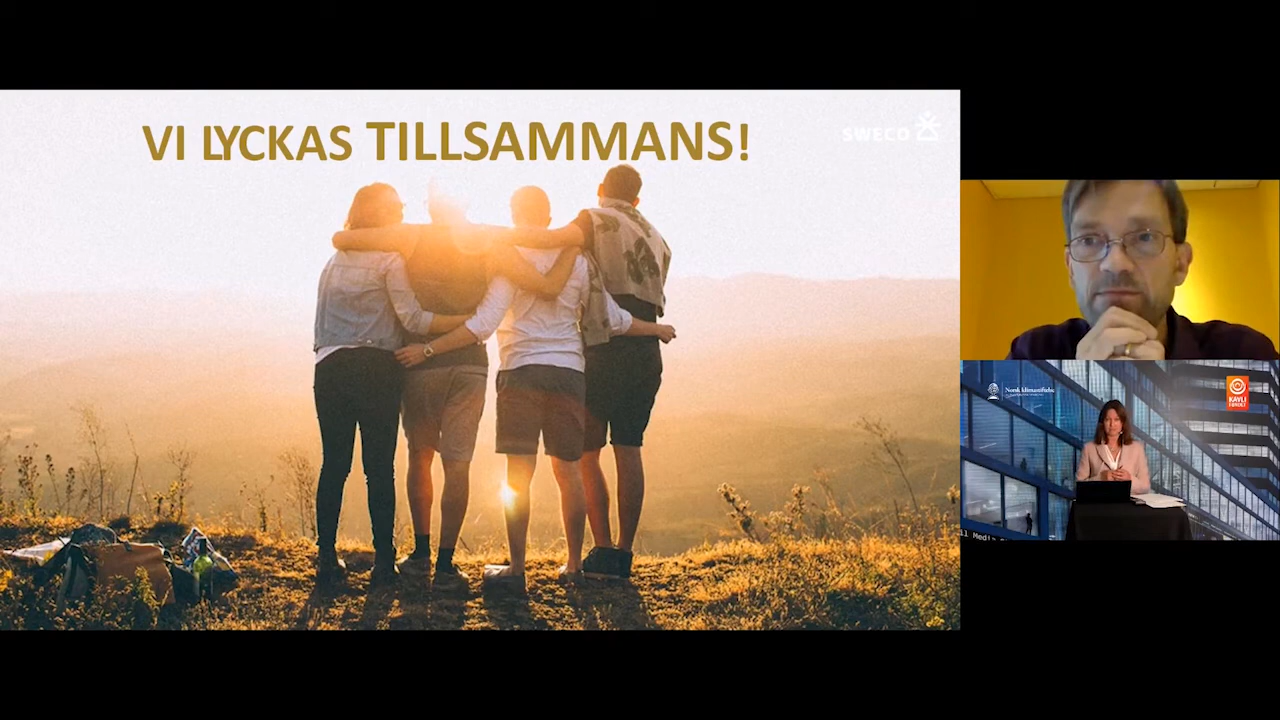 VI LYCKAS TILLSAMMANS!
SWECO
Norsk klimastiftelse
KAVLI
FONDET